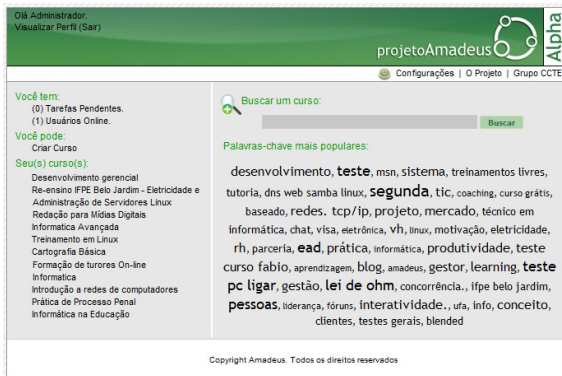 Olá Administrador.
Visualizar Perfil (Sair)
projetoAmadeus
Alpha
Configurações | O Projeto | Grupo CCTE
Você tem:
(0) Tarefas Pendentes.
(1) Usuários Online.
Você pode:
Criar Curso
Seu(s) curso(s):
Desenvolvimento gerencial
Re-ensino IFPE Belo Jardim - Eletricidade e
Administração de Servidores Linux
Redação para Mídias Digitais
Informatica Avançada
Treinamento em Linux
Cartografia Básica
Formação de turores On-line
Informatica
Introdução a redes de computadores
Prática de Processo Penal
Informática na Educação
Buscar um curso:
Buscar
Palavras-chave mais populares:
desenvolvimento, teste, msn, sistema, treinamentos livres,
tutoria, dns web samba linux, segunda, tic, coaching, curso grátis,
baseado, redes. tcp/ip, projeto, mercado, técnico em
informática, chat, visa, eletrônica, vh, linux, motivação, eletricidade,
rh, parceria, ead, prática, informática, produtividade, teste
curso fabio, aprendizagem, blog, amadeus, gestor, learning, teste
pc ligar, gestão, lei de ohm, concorrência., ifpe belo jardim,
pessoas, liderança, fóruns, interatividade., ufa, info, conceito,
clientes, testes gerais, blended
Copyright Amadeus. Todos os direitos reservados